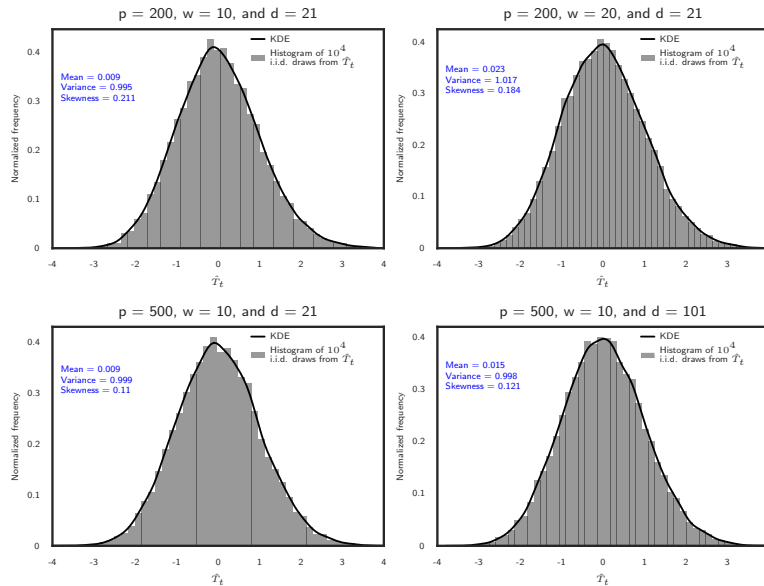 p = 200, w = 10, and d = 21
KDE
Histogram of 10^4
i.i.d. draws from T̂_t
Mean = 0.009
Variance = 0.995
Skewness = 0.211
Normalized frequency
0.4
0.3
0.2
0.1
0
-4 -3 -2 -1 0 1 2 3 4
T̂_t
p = 200, w = 20, and d = 21
KDE
Histogram of 10^4
i.i.d. draws from T̂_t
Mean = 0.023
Variance = 1.017
Skewness = 0.184
Normalized frequency
0.4
0.3
0.2
0.1
0
-4 -3 -2 -1 0 1 2 3
T̂_t
p = 500, w = 10, and d = 21
KDE
Histogram of 10^4
i.i.d. draws from T̂_t
Mean = 0.009
Variance = 0.999
Skewness = 0.11
Normalized frequency
0.4
0.3
0.2
0.1
0
-4 -3 -2 -1 0 1 2 3 4
T̂_t
p = 500, w = 10, and d = 101
KDE
Histogram of 10^4
i.i.d. draws from T̂_t
Mean = 0.015
Variance = 0.998
Skewness = 0.121
Normalized frequency
0.4
0.3
0.2
0.1
0
-4 -3 -2 -1 0 1 2 3
T̂_t